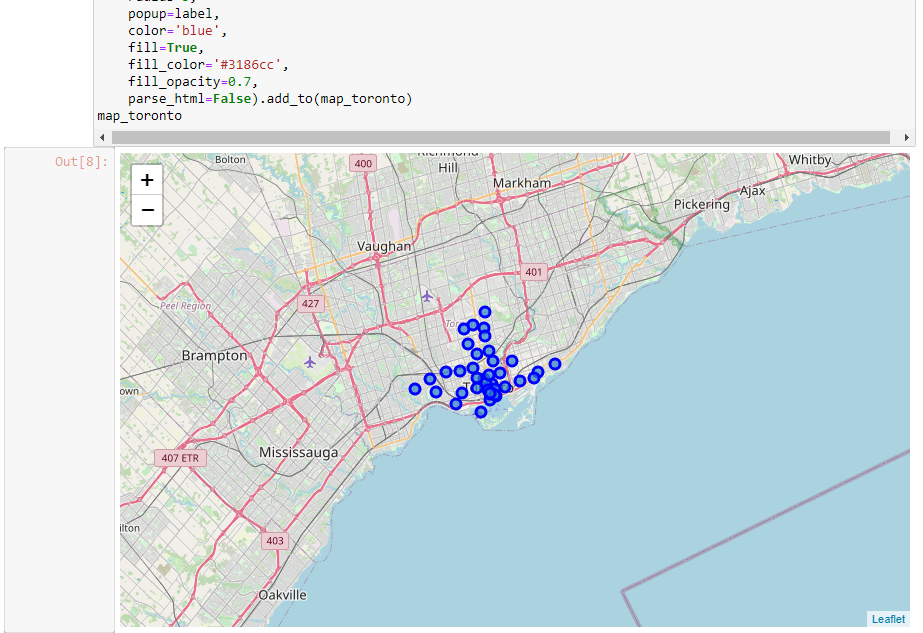 popup=label,
color='blue',
fill=True,
fill_color='#3186cc',
fill_opacity=0.7,
parse_html=False).add_to(map_toronto)
map_toronto
Out[8]:
+
−
Bolton
400
Richmond
Hill
Markham
Whitby
Ajax
Pickering
Vaughan
401
427
Peel Region
Brampton
own
Mississauga
407 ETR
ilton
403
Oakville
Leaflet